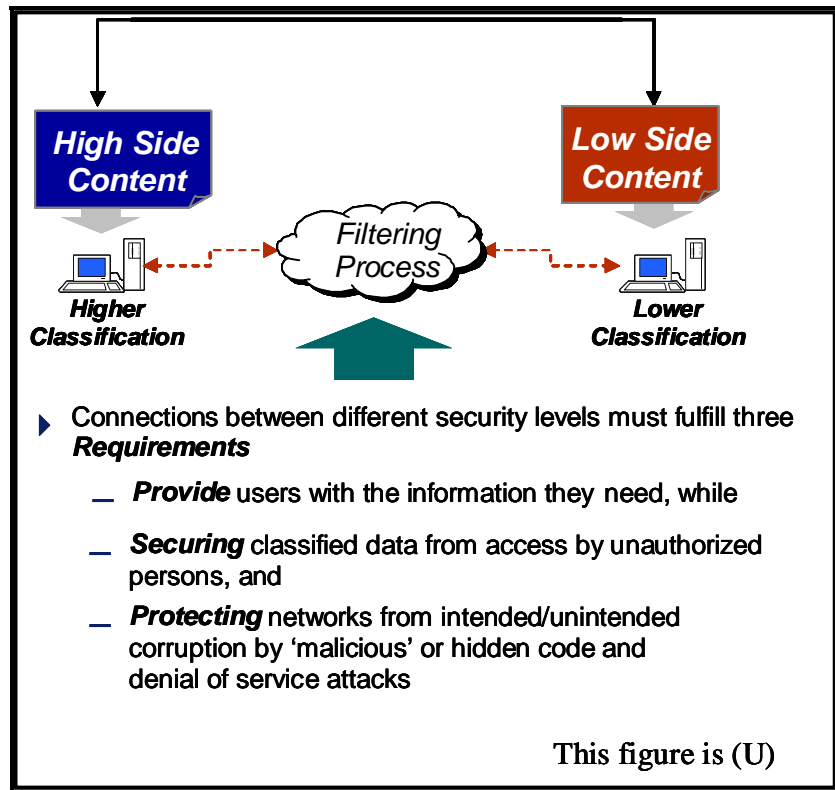 High Side
Content
Low Side
Content
Filtering
Process
Higher
Classification
Lower
Classification
Connections between different security levels must fulfill three
Requirements
Provide users with the information they need, while
Securing classified data from access by unauthorized
persons, and
Protecting networks from intended/unintended
corruption by ‘malicious’ or hidden code and
denial of service attacks
This figure is (U)